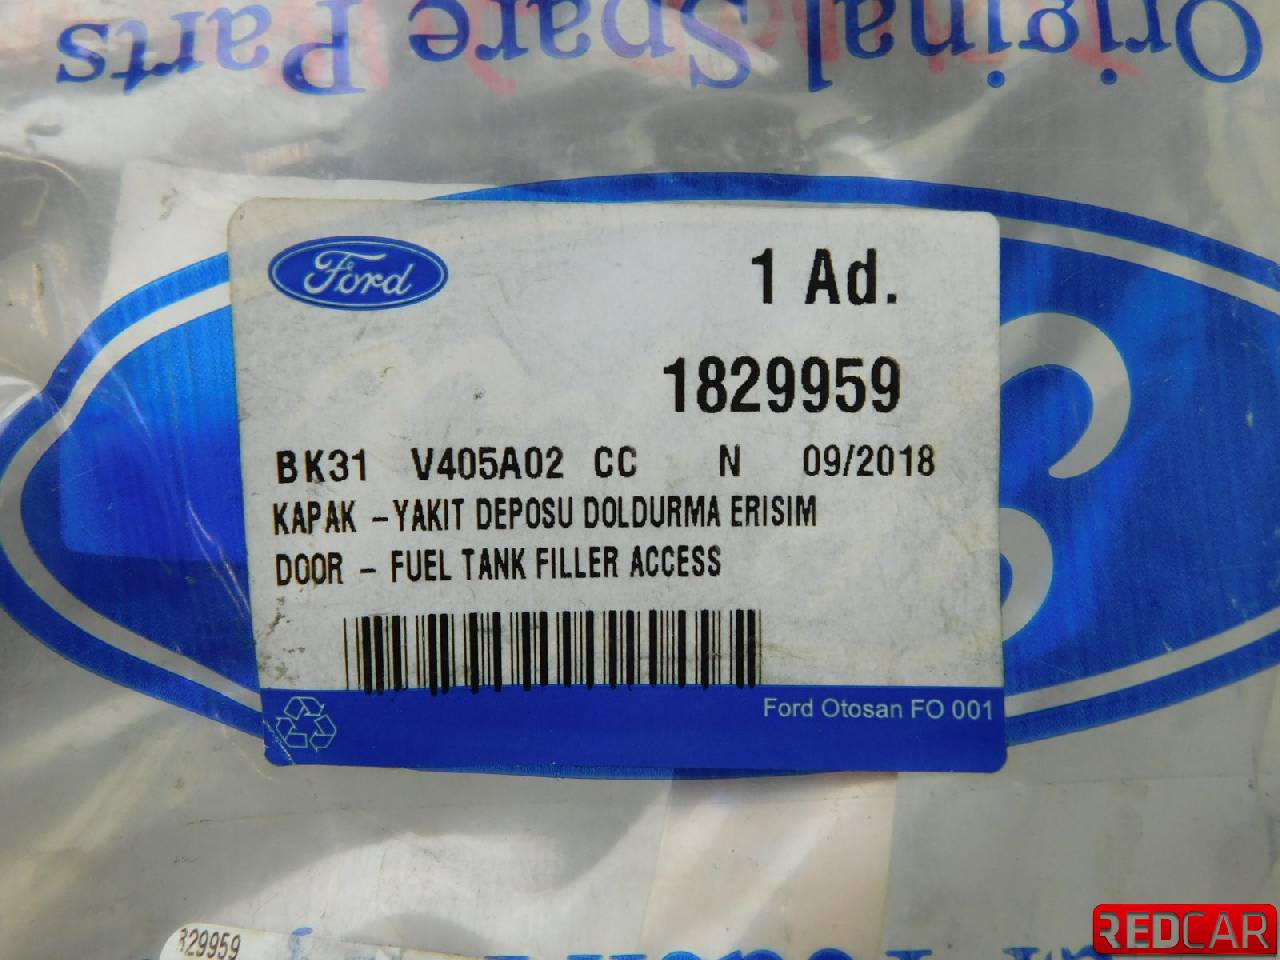 Original Spare Parts
Ford
1 Ad.
1829959
BK31 V405A02 CC N 09/2018
KAPAK -YAKIT DEPOSU DOLDURMA ERISIM
DOOR - FUEL TANK FILLER ACCESS
Ford Otosan FO 001
829959
REDCAR